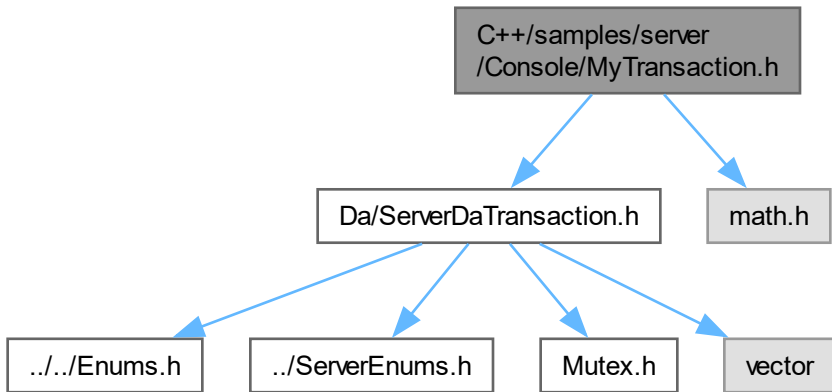 C++/samples/server
/Console/MyTransaction.h
Da/ServerDaTransaction.h
math.h
../../Enums.h
../ServerEnums.h
Mutex.h
vector